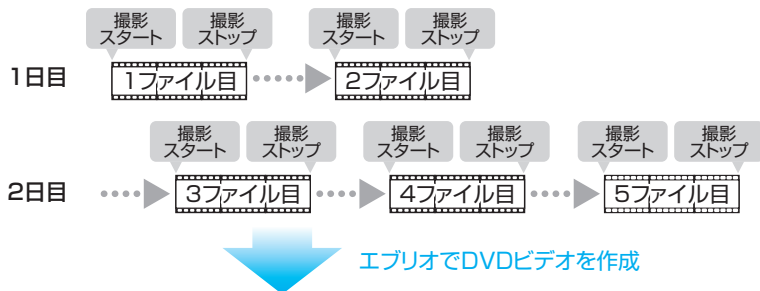 撮影
スタート
撮影
ストップ
撮影
スタート
撮影
ストップ
1日目
1ファイル目
2ファイル目
撮影
スタート
撮影
ストップ
撮影
スタート
撮影
ストップ
撮影
スタート
撮影
ストップ
2日目
3ファイル目
4ファイル目
5ファイル目
エブリオでDVDビデオを作成